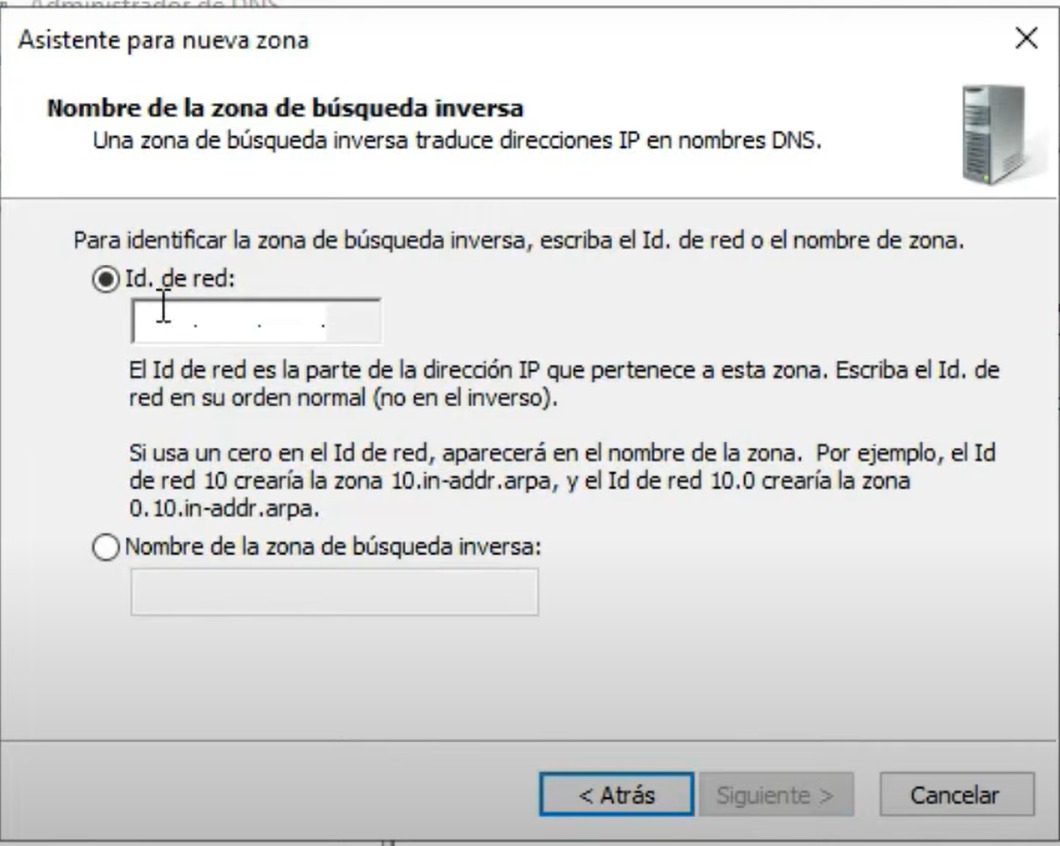 Administrador de DNS
Asistente para nueva zona
Nombre de la zona de búsqueda inversa
Una zona de búsqueda inversa traduce direcciones IP en nombres DNS.
Para identificar la zona de búsqueda inversa, escriba el Id. de red o el nombre de zona.
Id. de red:
. . .
El Id de red es la parte de la dirección IP que pertenece a esta zona. Escriba el Id. de
red en su orden normal (no en el inverso).
Si usa un cero en el Id de red, aparecerá en el nombre de la zona. Por ejemplo, el Id
de red 10 crearía la zona 10.in-addr.arpa, y el Id de red 10.0 crearía la zona
0.10.in-addr.arpa.
Nombre de la zona de búsqueda inversa:
< Atrás
Siguiente >
Cancelar